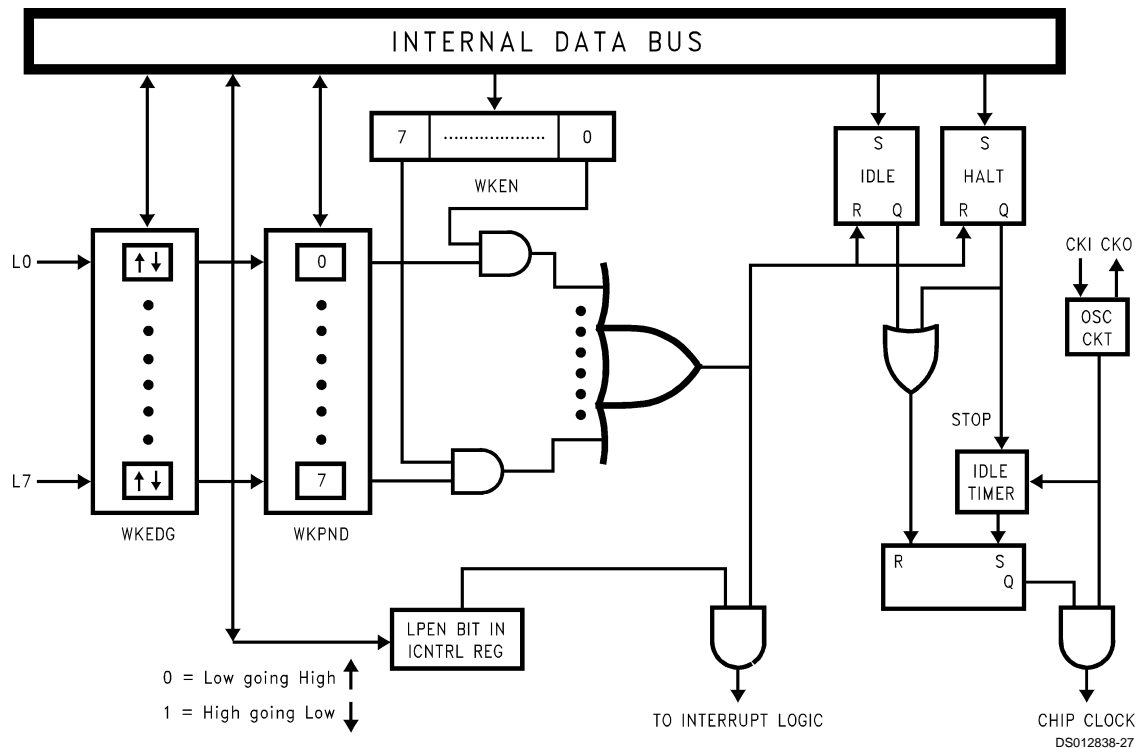 INTERNAL DATA BUS
7 0
WKEN
S
IDLE
R Q
S
HALT
R Q
CKI CKO
OSC
CKT
L0
0
L7
7
WKEDG
WKPND
STOP
IDLE
TIMER
R S
Q
LPEN BIT IN
ICNTRL REG
0 = Low going High
1 = High going Low
TO INTERRUPT LOGIC
CHIP CLOCK
DS012838-27